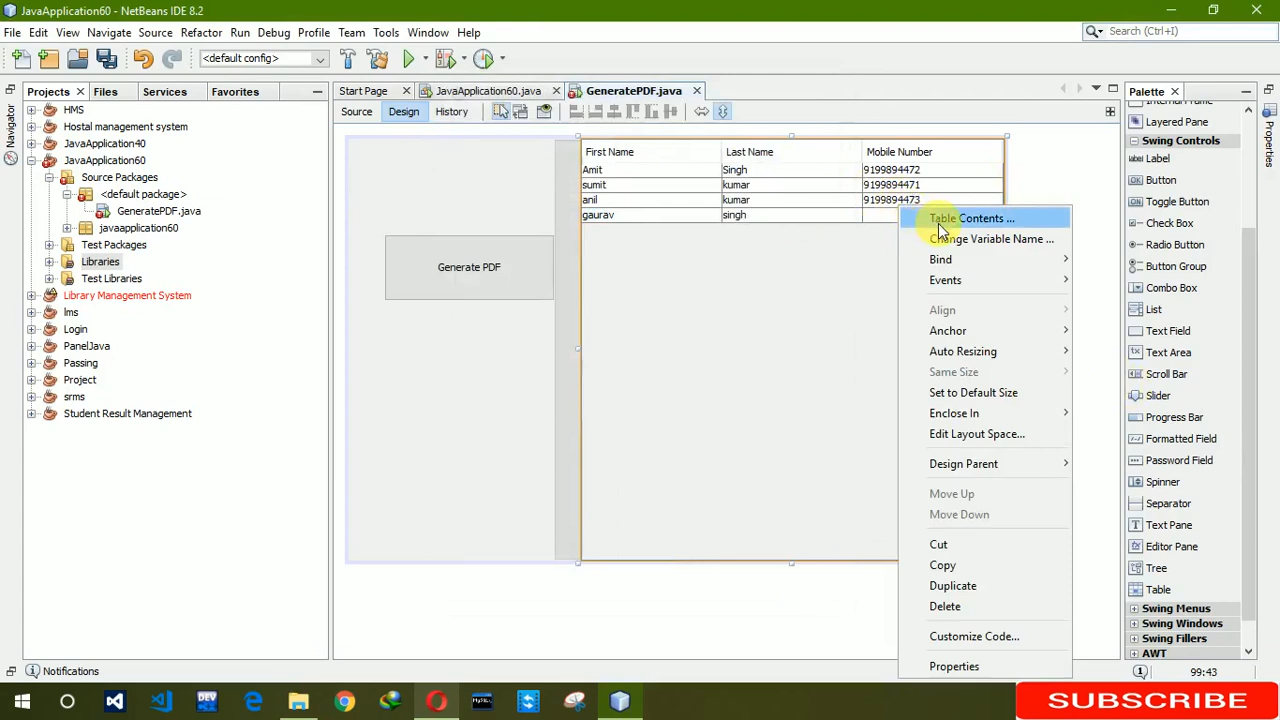 JavaApplication60 - NetBeans IDE 8.2
File Edit View Navigate Source Refactor Run Debug Profile Team Tools Window Help
Search (Ctrl+I)
<default config>
Projects Files Services Favorites
Start Page JavaApplication60.java GeneratePDF.java
Palette
Source Design History
Navigator
HMS
Hostal management system
JavaApplication40
JavaApplication60
Source Packages
<default package>
GeneratePDF.java
javaapplication60
Test Packages
Libraries
Test Libraries
Library Management System
lms
Login
PanelJava
Passing
Project
srms
Student Result Management
Generate PDF
First Name Last Name Mobile Number
Amit Singh 9199894472
sumit kumar 9199894471
anil kumar 9199894473
gaurav singh
Table Contents ...
Change Variable Name ...
Bind
Events
Align
Anchor
Auto Resizing
Same Size
Set to Default Size
Enclose In
Edit Layout Space...
Design Parent
Move Up
Move Down
Cut
Copy
Duplicate
Delete
Customize Code...
Properties
Internal Frame
Layered Pane
Swing Controls
Label
Button
Toggle Button
Check Box
Radio Button
Button Group
Combo Box
List
Text Field
Text Area
Scroll Bar
Slider
Progress Bar
Formatted Field
Password Field
Spinner
Separator
Text Pane
Editor Pane
Tree
Table
Swing Menus
Swing Windows
Swing Fillers
AWT
Properties
Notifications
1
99:43
DEV
MySQL
SUBSCRIBE